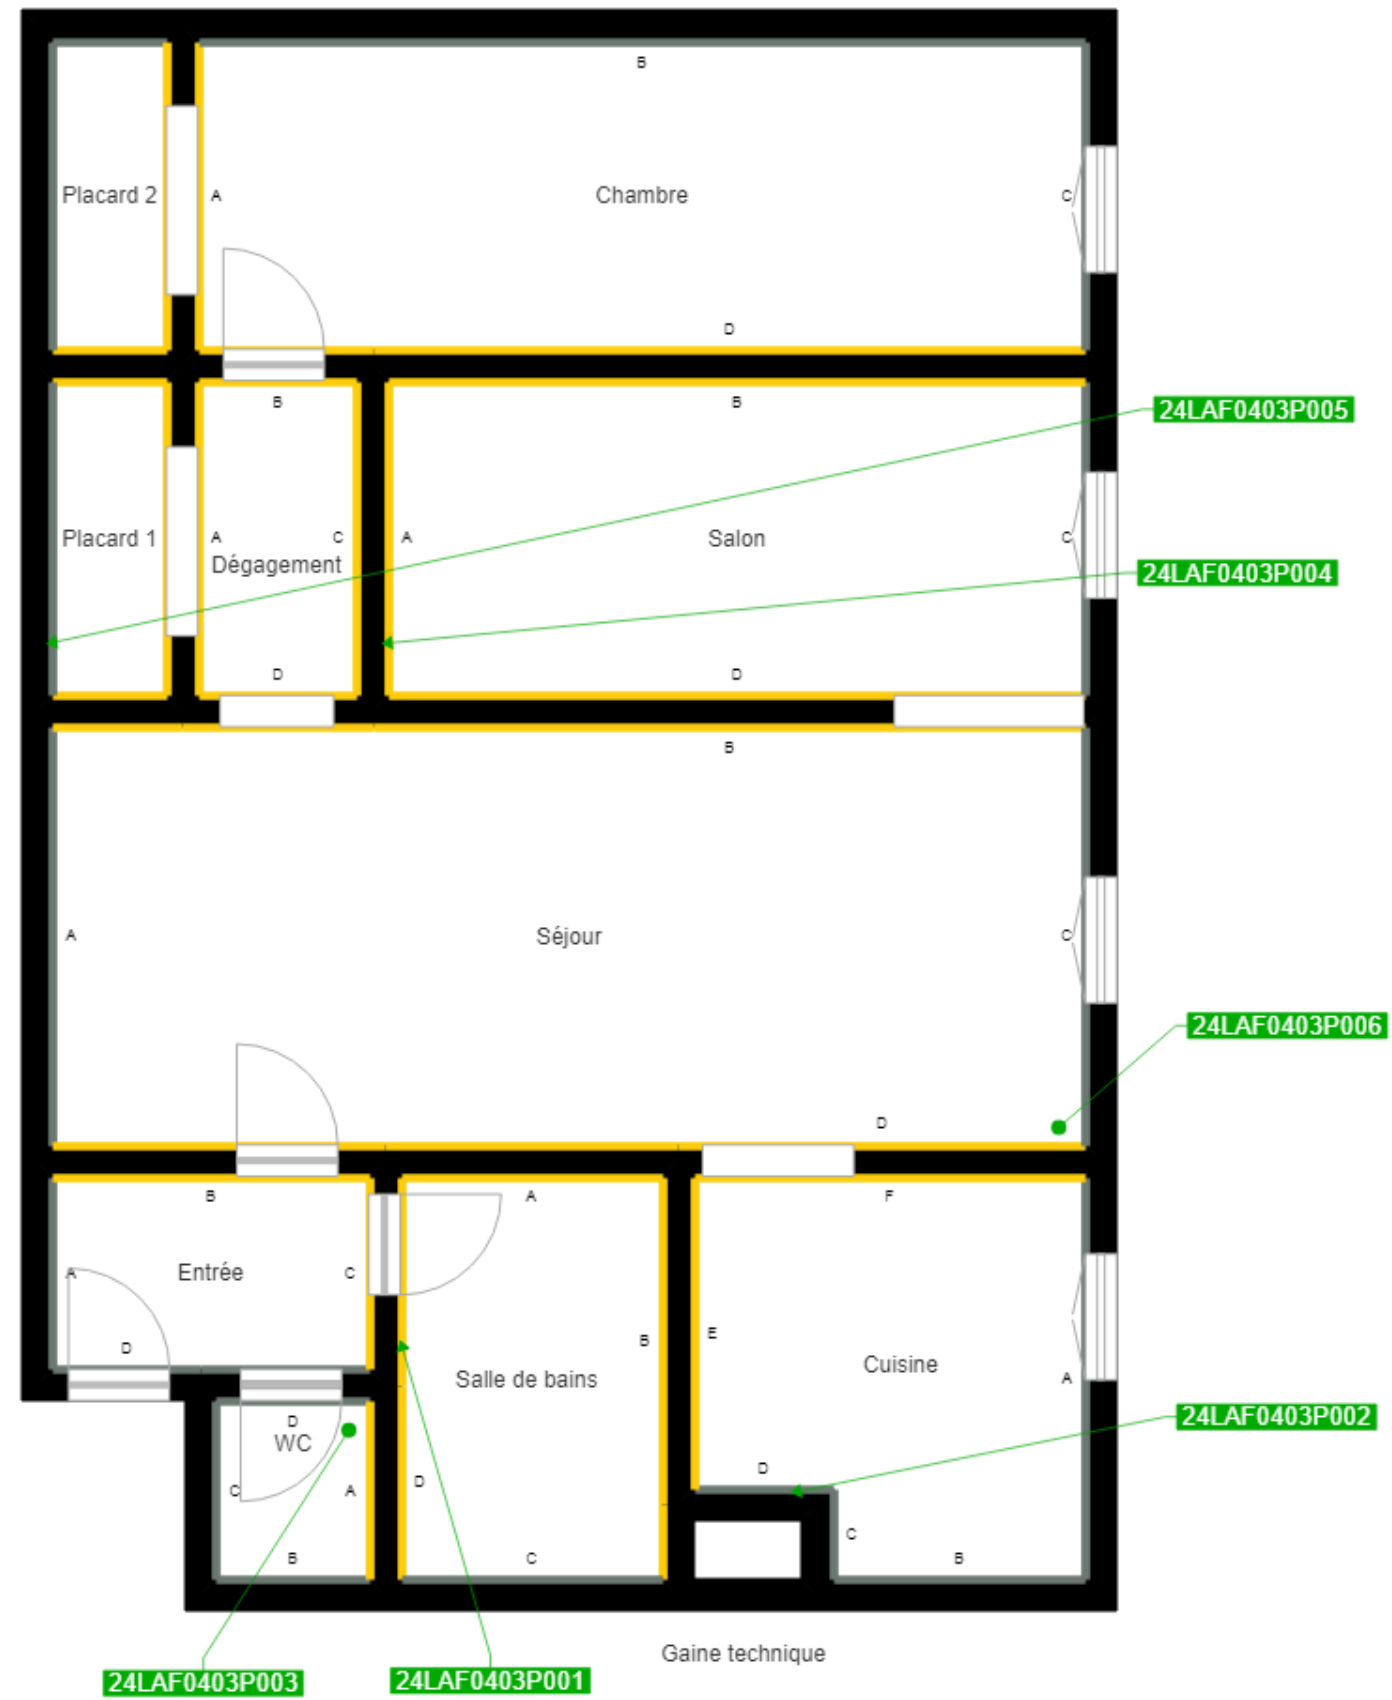 B
Placard 2
A
Chambre
C
D
B
B
24LAF0403P005
Placard 1
A
C
A
Salon
C
Dégagement
24LAF0403P004
D
D
B
A
Séjour
C
24LAF0403P006
D
B
A
F
A
Entrée
C
E
B
D
Cuisine
Salle de bains
A
24LAF0403P002
D
WC
D
D
C
A
C
B
C
B
Gaine technique
24LAF0403P003
24LAF0403P001